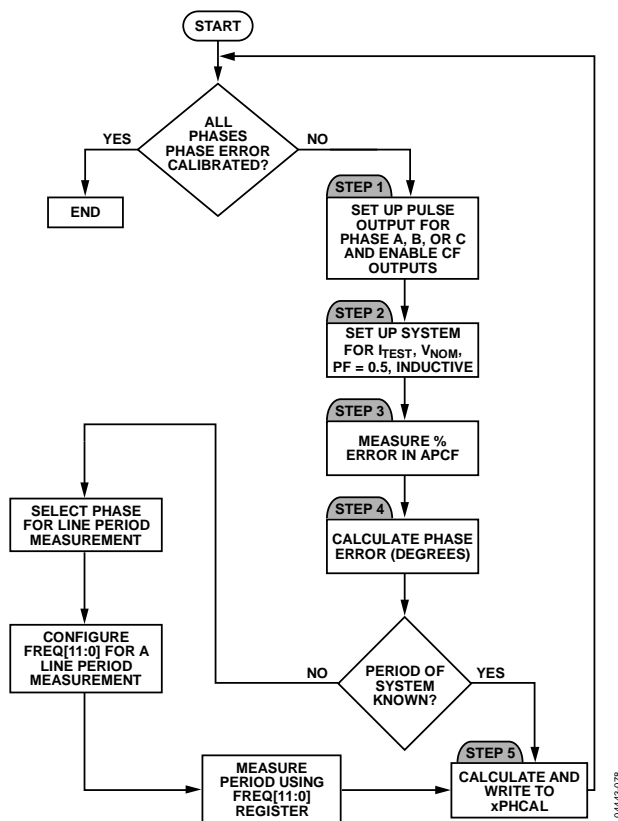 START
ALL
PHASES
PHASE ERROR
CALIBRATED?
YES
NO
END
STEP 1
SET UP PULSE
OUTPUT FOR
PHASE A, B, OR C
AND ENABLE CF
OUTPUTS
STEP 2
SET UP SYSTEM
FOR ITEST, VNOM,
PF = 0.5, INDUCTIVE
STEP 3
MEASURE %
ERROR IN APCF
STEP 4
CALCULATE PHASE
ERROR (DEGREES)
PERIOD OF
SYSTEM
KNOWN?
NO
YES
SELECT PHASE
FOR LINE PERIOD
MEASUREMENT
CONFIGURE
FREQ[11:0] FOR A
LINE PERIOD
MEASUREMENT
MEASURE
PERIOD USING
FREQ[11:0]
REGISTER
STEP 5
CALCULATE AND
WRITE TO
xPHCAL
04443-078